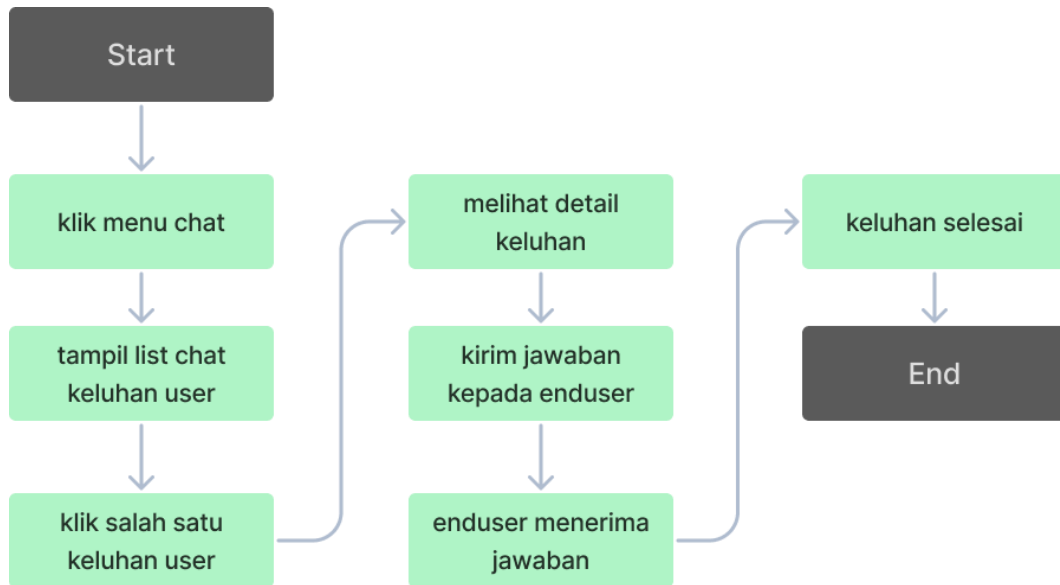 Start
klik menu chat
tampil list chat
keluhan user
klik salah satu
keluhan user
melihat detail
keluhan
kirim jawaban
kepada enduser
enduser menerima
jawaban
keluhan selesai
End